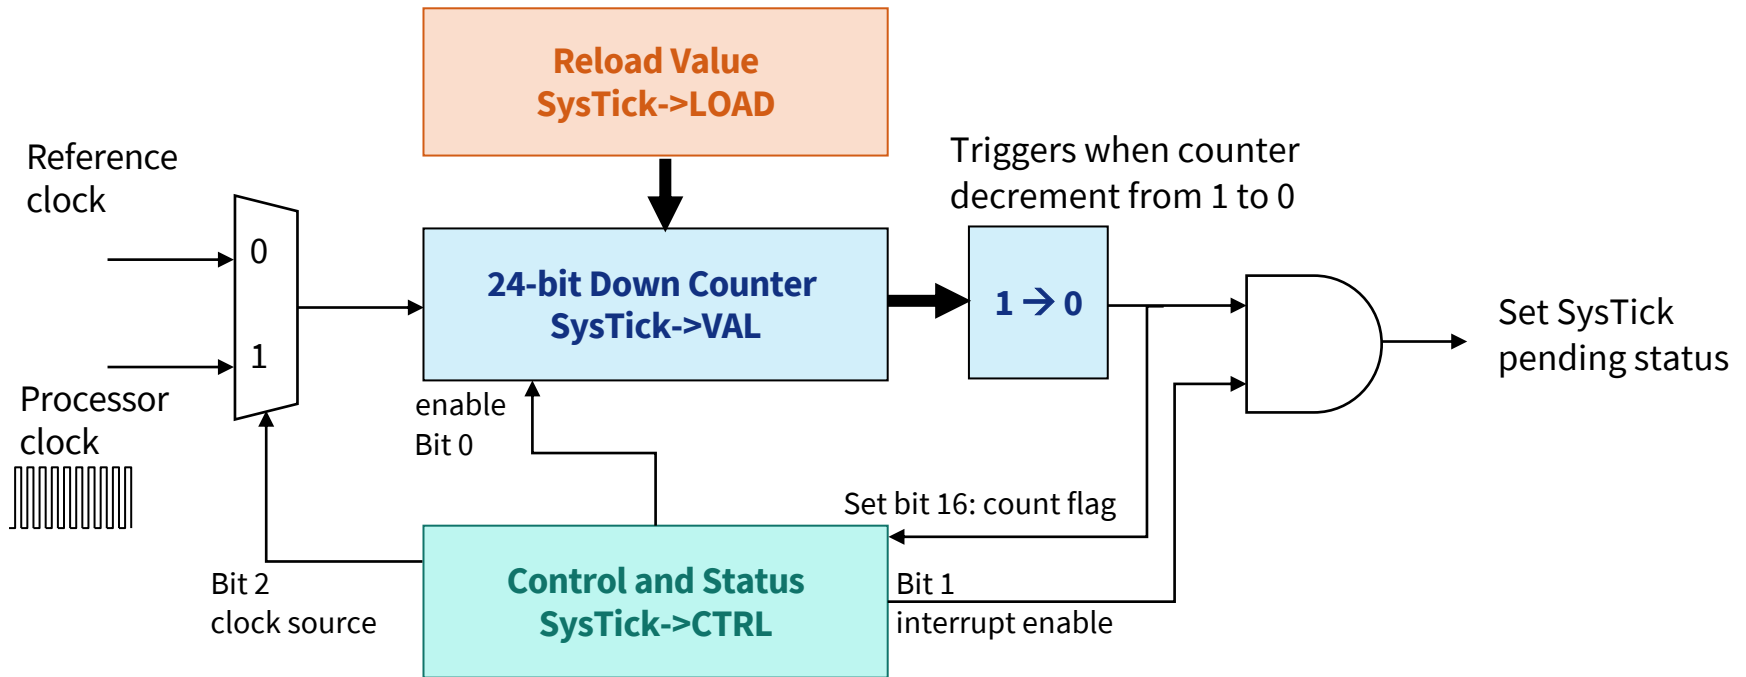 Reload Value
SysTick->LOAD
Reference
clock
Triggers when counter
decrement from 1 to 0
0
24-bit Down Counter
SysTick->VAL
1 → 0
Set SysTick
pending status
1
Processor
clock
enable
Bit 0
Set bit 16: count flag
Bit 2
clock source
Control and Status
SysTick->CTRL
Bit 1
interrupt enable